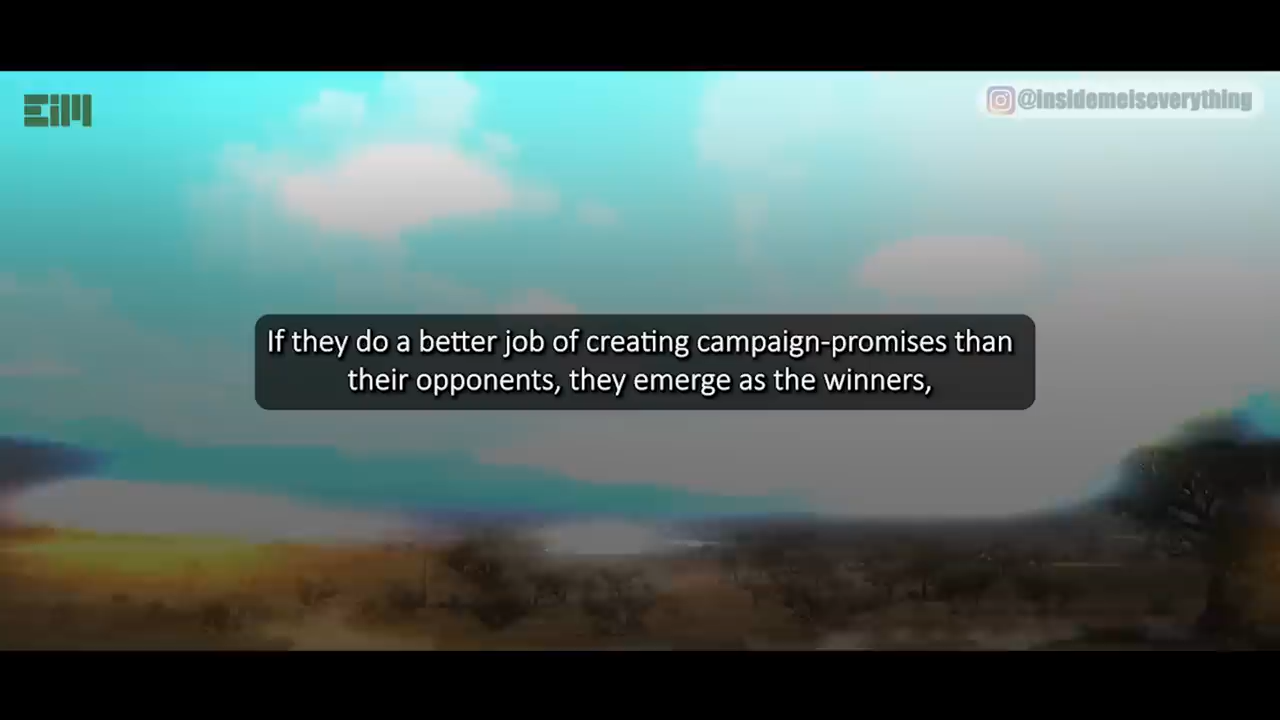 EiM
@insidemeiseverything
If they do a better job of creating campaign-promises than
their opponents, they emerge as the winners,